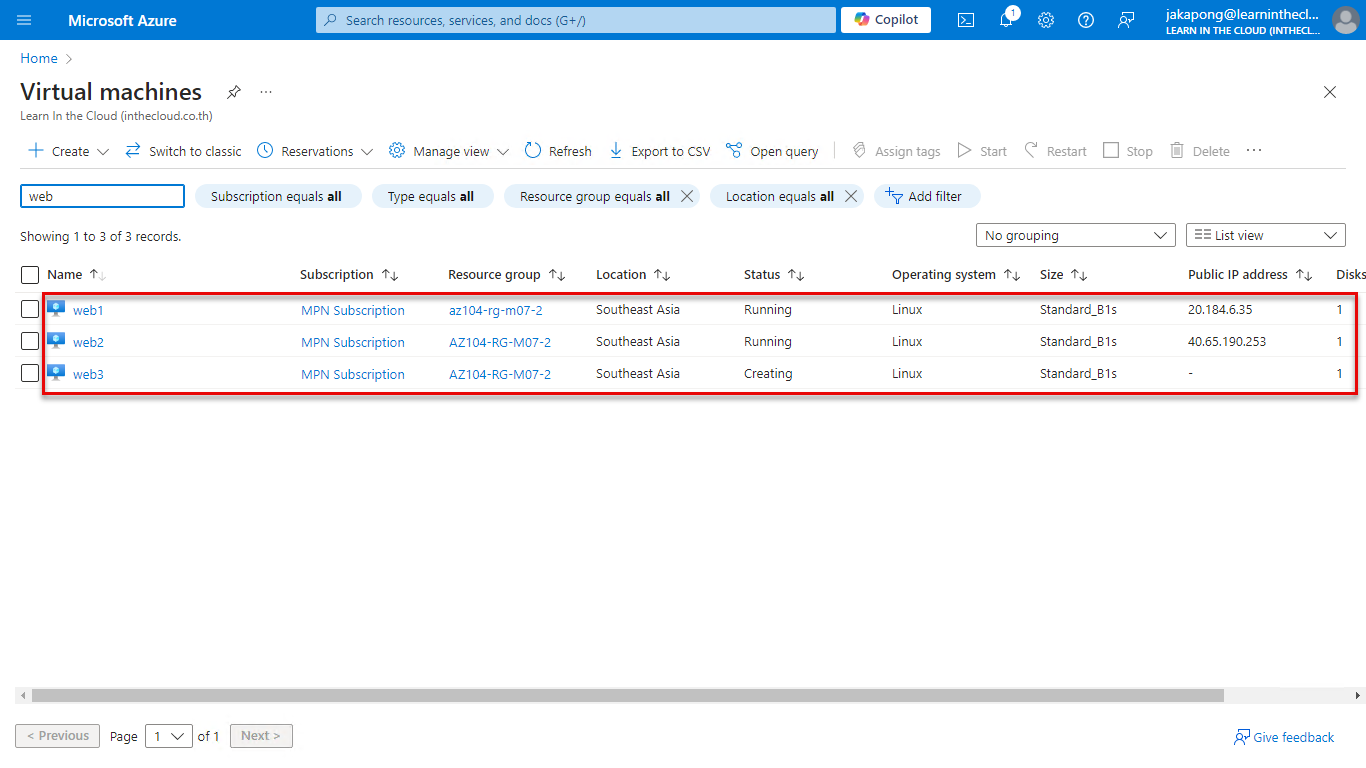 Microsoft Azure
Search resources, services, and docs (G+/)
Copilot
1
jakapong@learninthecl...
LEARN IN THE CLOUD (INTHECL...
Home >
Virtual machines
Learn In the Cloud (inthecloud.co.th)
Create Switch to classic Reservations Manage view Refresh Export to CSV Open query Assign tags Start Restart Stop Delete ...
web Subscription equals all Type equals all Resource group equals all Location equals all Add filter
Showing 1 to 3 of 3 records. No grouping List view
Name Subscription Resource group Location Status Operating system Size Public IP address Disks
web1 MPN Subscription az104-rg-m07-2 Southeast Asia Running Linux Standard_B1s 20.184.6.35 1
web2 MPN Subscription AZ104-RG-M07-2 Southeast Asia Running Linux Standard_B1s 40.65.190.253 1
web3 MPN Subscription AZ104-RG-M07-2 Southeast Asia Creating Linux Standard_B1s - 1
< Previous Page 1 of 1 Next > Give feedback